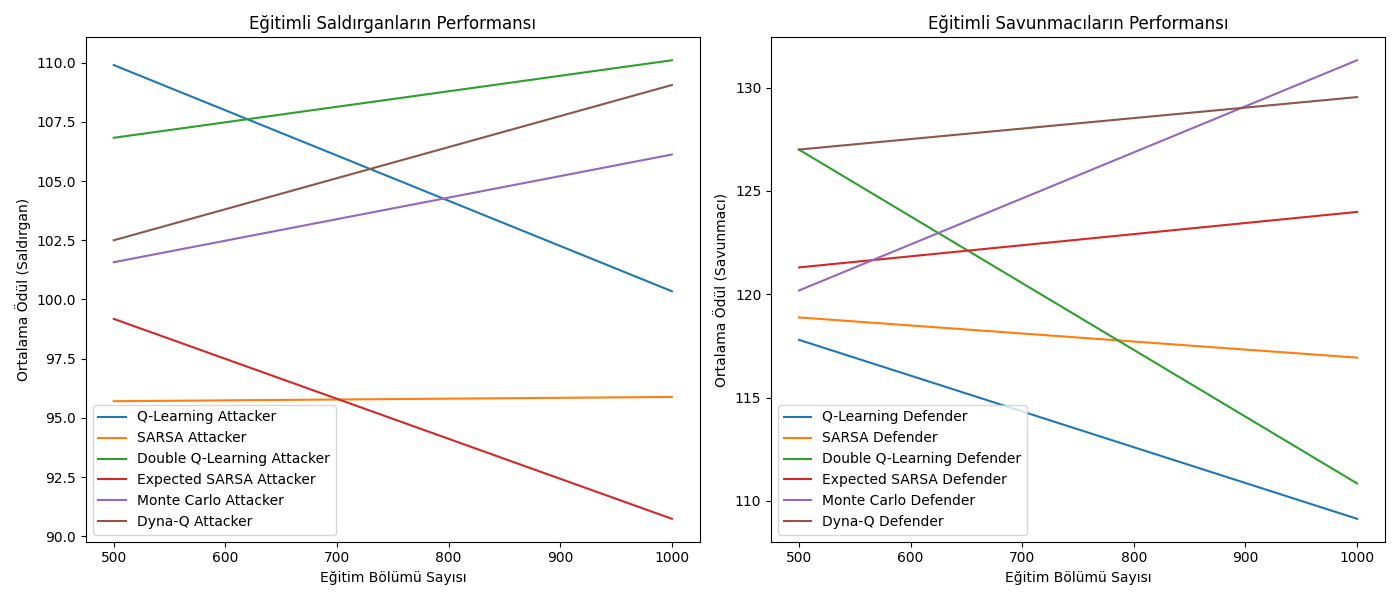 Eğitimli Saldırganların Performansı
Ortalama Ödül (Saldırgan)
110.0
107.5
105.0
102.5
100.0
97.5
95.0
92.5
90.0
Q-Learning Attacker
SARSA Attacker
Double Q-Learning Attacker
Expected SARSA Attacker
Monte Carlo Attacker
Dyna-Q Attacker
500 600 700 800 900 1000
Eğitim Bölümü Sayısı
Eğitimli Savunmacıların Performansı
Ortalama Ödül (Savunmacı)
130
125
120
115
110
Q-Learning Defender
SARSA Defender
Double Q-Learning Defender
Expected SARSA Defender
Monte Carlo Defender
Dyna-Q Defender
500 600 700 800 900 1000
Eğitim Bölümü Sayısı